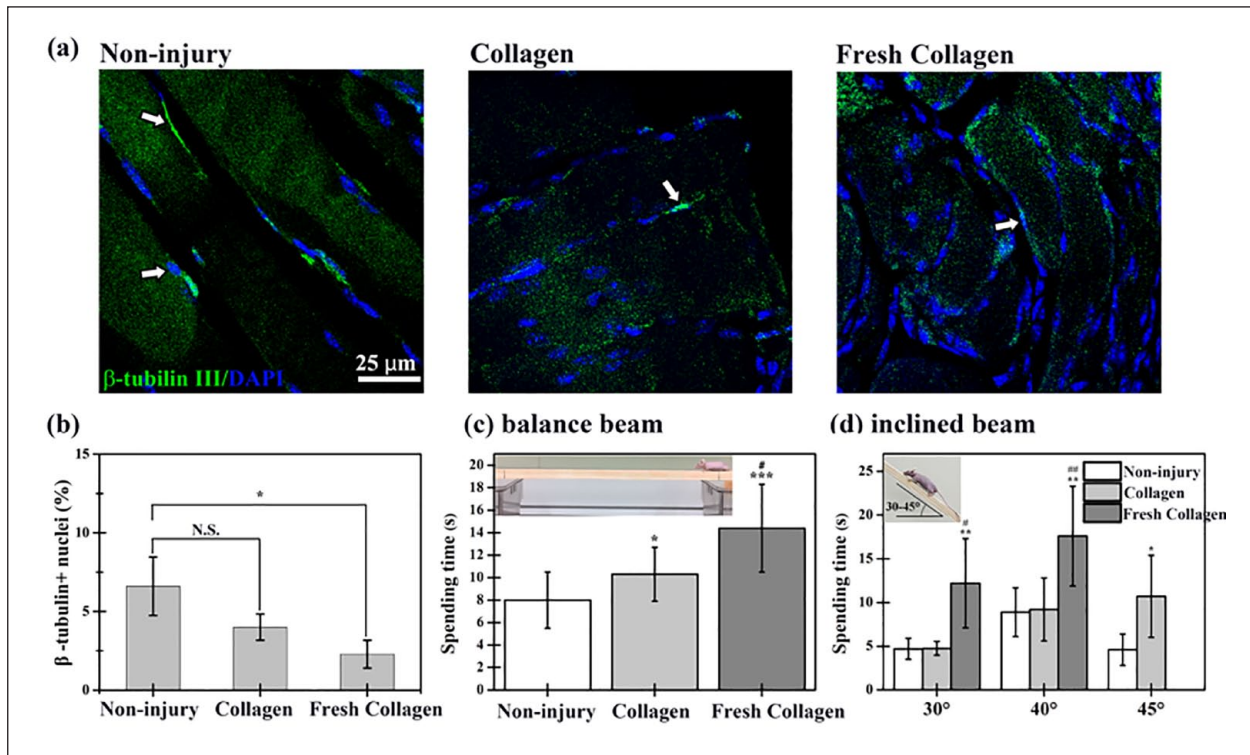 (a)
Non-injury
Collagen
Fresh Collagen
25 μm
β-tubilin III/DAPI
(b)
15
10
5
0
β -tubulin+ nuclei (%)
*
N.S.
Non-injury
Collagen
Fresh Collagen
(c) balance beam
20
18
16
14
12
10
8
6
4
2
0
Spending time (s)
*
#
***
Non-injury
Collagen
Fresh Collagen
(d) inclined beam
25
20
15
10
5
0
Spending time (s)
30-45°
#
**
##
**
*
Non-injury
Collagen
Fresh Collagen
30°
40°
45°